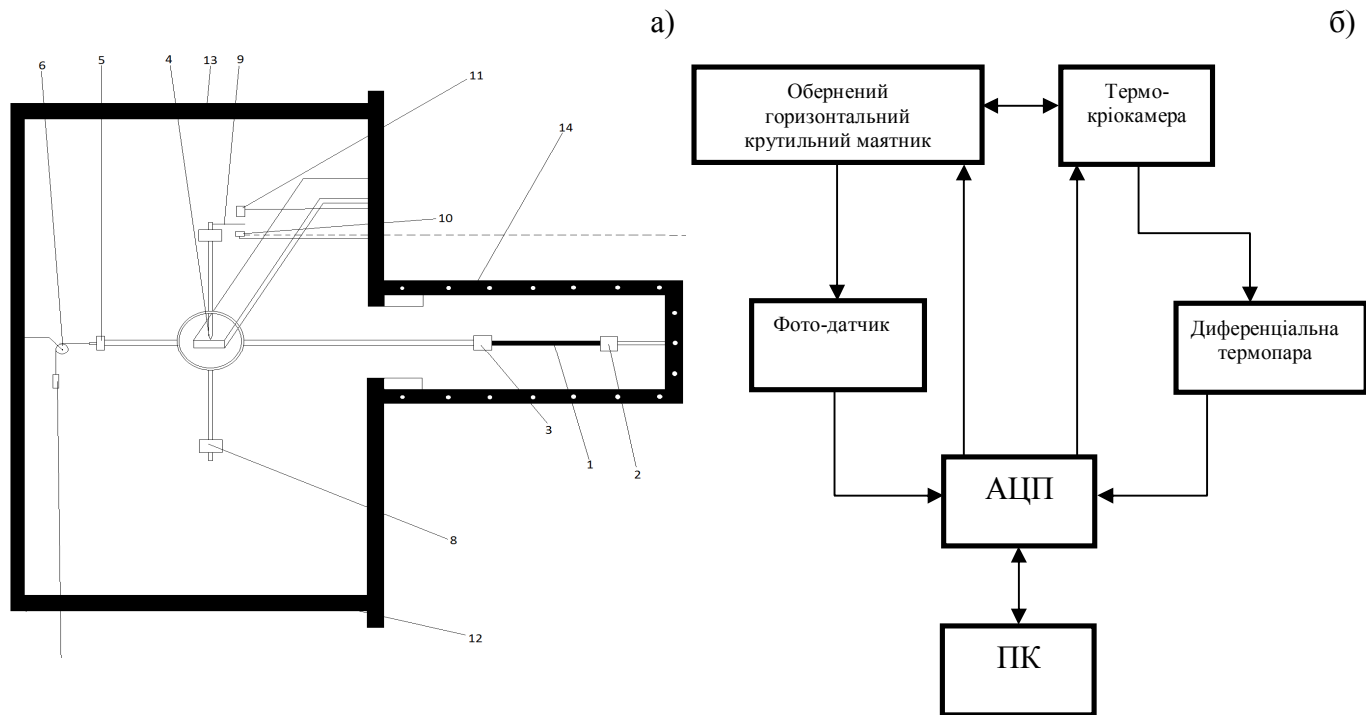 а)
6
5
4
13
9
11
14
10
3
1
2
8
12
б)
Обернений
горизонтальний
крутильний маятник
Термо-
кріокамера
Фото-датчик
Диференціальна
термопара
АЦП
ПК